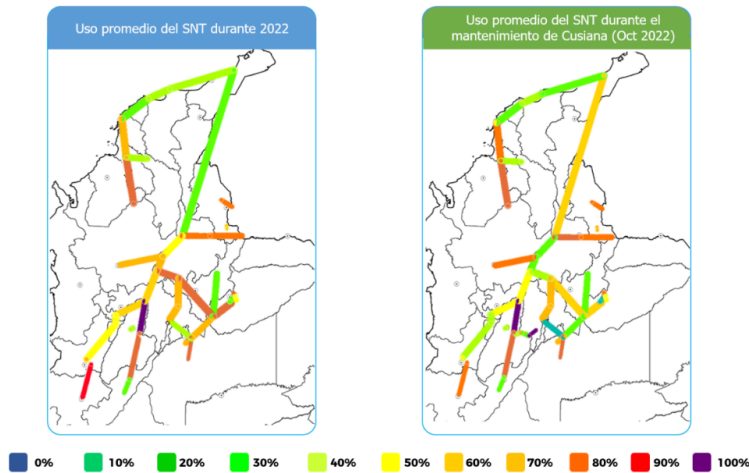 Uso promedio del SNT durante 2022
Uso promedio del SNT durante el
mantenimiento de Cusiana (Oct 2022)
0% 10% 20% 30% 40% 50% 60% 70% 80% 90% 100%